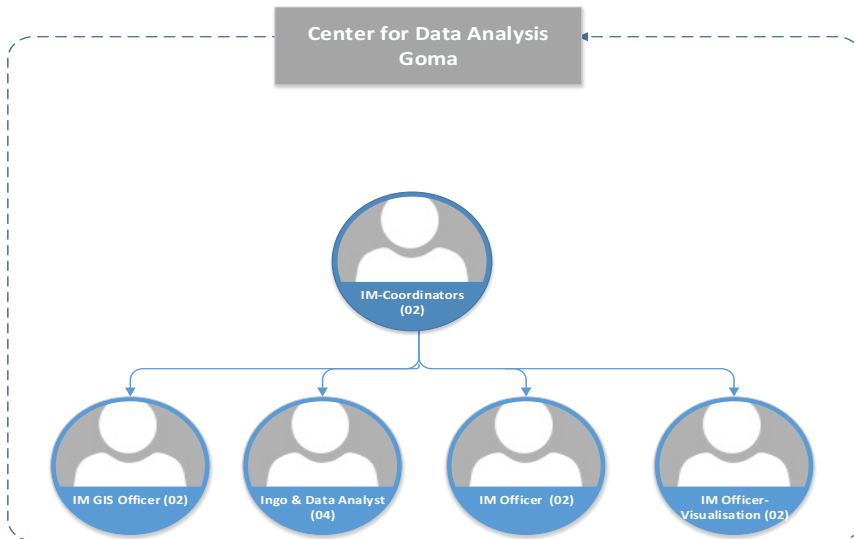 Center for Data Analysis
Goma
IM-Coordinators
(02)
IM GIS Officer (02)
Ingo & Data Analyst
(04)
IM Officer (02)
IM Officer-
Visualisation (02)